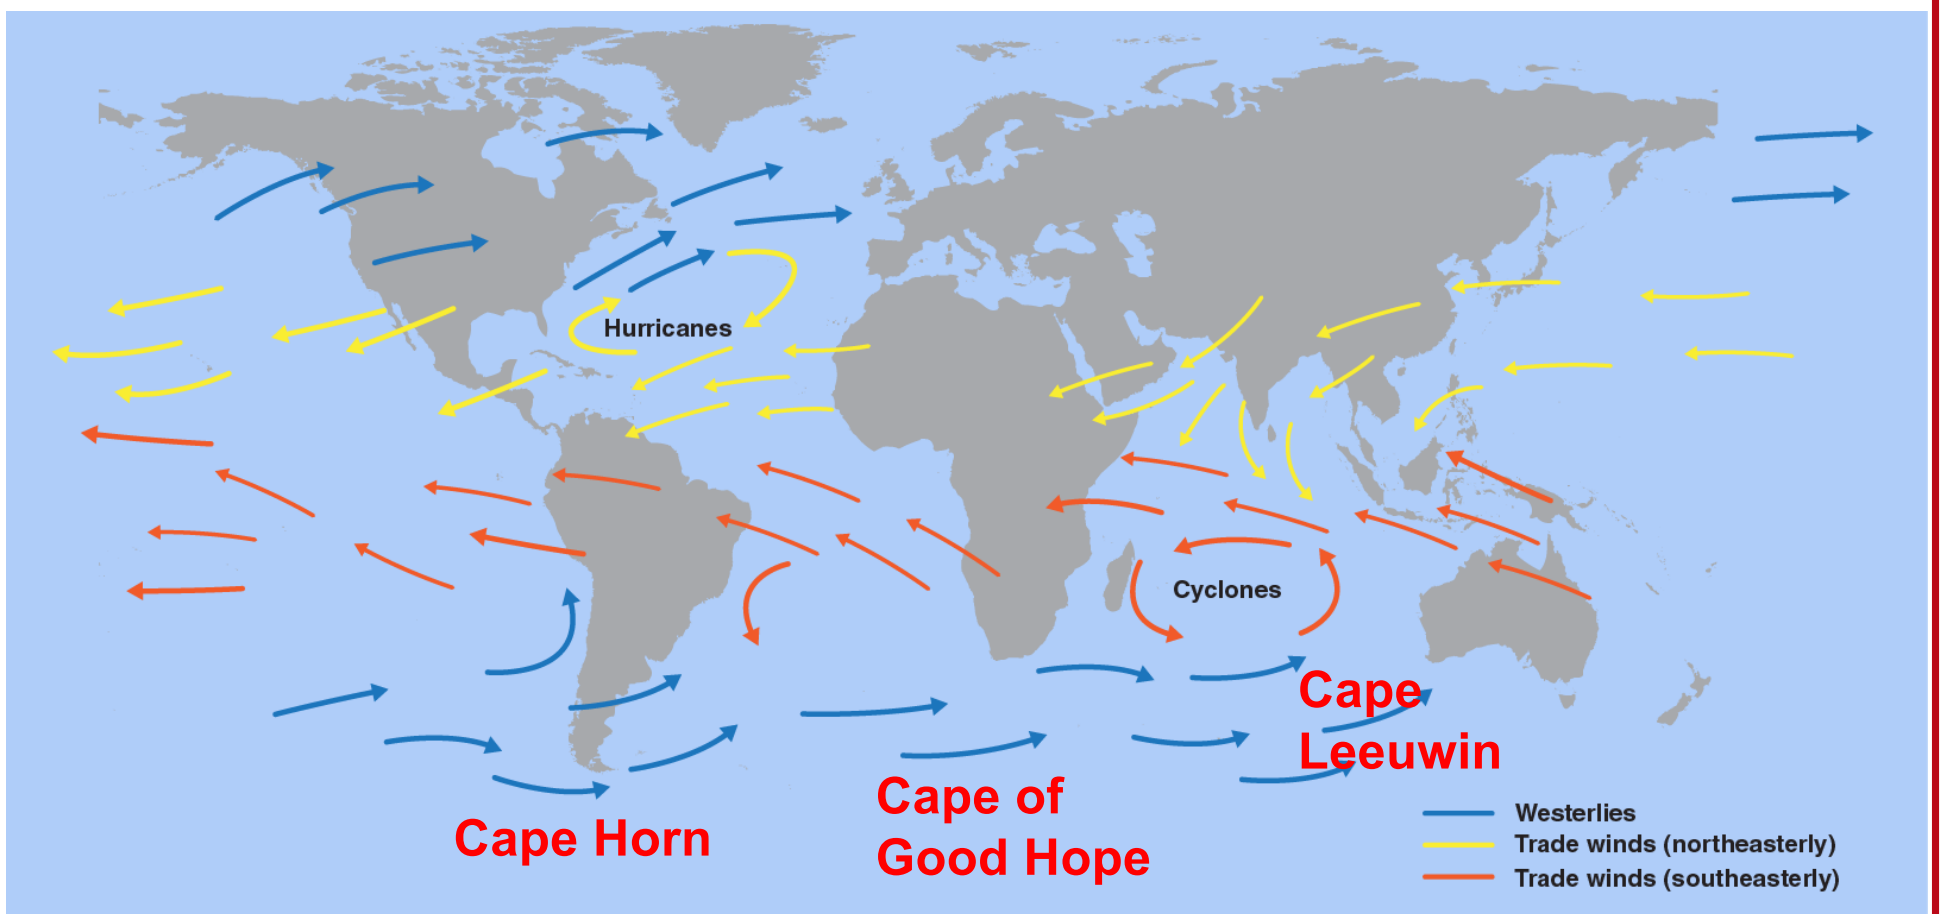 Hurricanes
Cyclones
Cape
Leeuwin
Cape of
Good Hope
Cape Horn
Westerlies
Trade winds (northeasterly)
Trade winds (southeasterly)